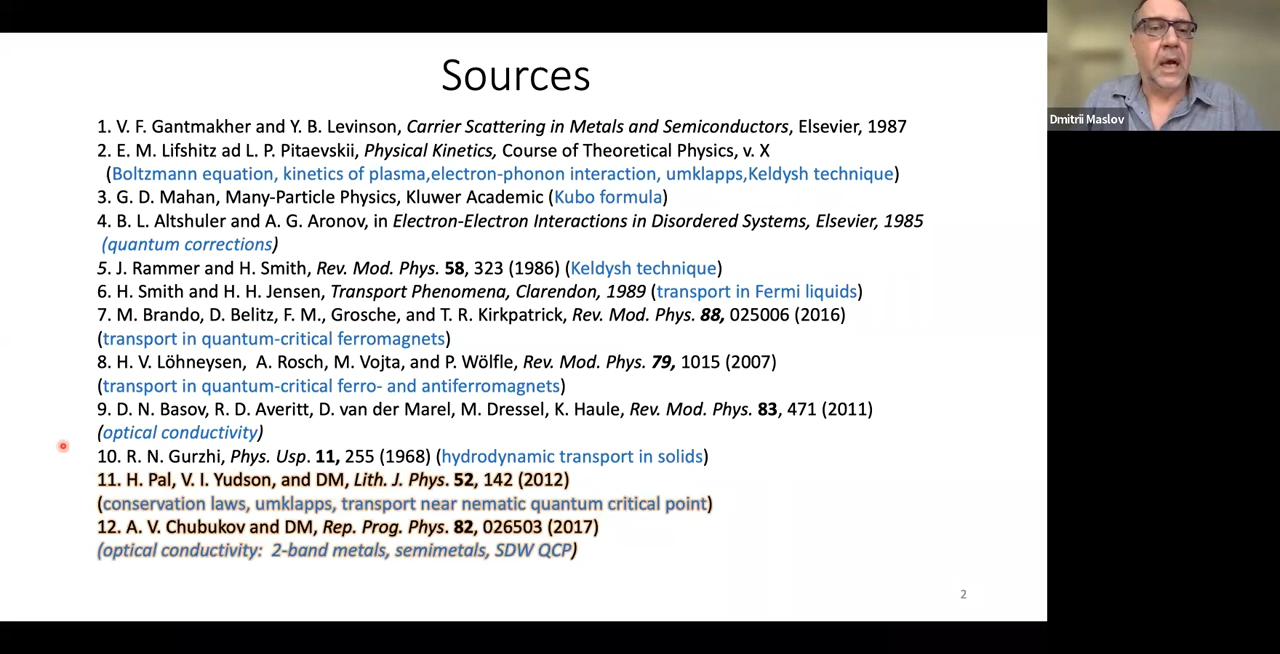 Sources
1. V. F. Gantmakher and Y. B. Levinson, Carrier Scattering in Metals and Semiconductors, Elsevier, 1987
2. E. M. Lifshitz ad L. P. Pitaevskii, Physical Kinetics, Course of Theoretical Physics, v. X
(Boltzmann equation, kinetics of plasma,electron-phonon interaction, umklapps,Keldysh technique)
3. G. D. Mahan, Many-Particle Physics, Kluwer Academic (Kubo formula)
4. B. L. Altshuler and A. G. Aronov, in Electron-Electron Interactions in Disordered Systems, Elsevier, 1985
(quantum corrections)
5. J. Rammer and H. Smith, Rev. Mod. Phys. 58, 323 (1986) (Keldysh technique)
6. H. Smith and H. H. Jensen, Transport Phenomena, Clarendon, 1989 (transport in Fermi liquids)
7. M. Brando, D. Belitz, F. M., Grosche, and T. R. Kirkpatrick, Rev. Mod. Phys. 88, 025006 (2016)
(transport in quantum-critical ferromagnets)
8. H. V. Löhneysen, A. Rosch, M. Vojta, and P. Wölfle, Rev. Mod. Phys. 79, 1015 (2007)
(transport in quantum-critical ferro- and antiferromagnets)
9. D. N. Basov, R. D. Averitt, D. van der Marel, M. Dressel, K. Haule, Rev. Mod. Phys. 83, 471 (2011)
(optical conductivity)
10. R. N. Gurzhi, Phys. Usp. 11, 255 (1968) (hydrodynamic transport in solids)
11. H. Pal, V. I. Yudson, and DM, Lith. J. Phys. 52, 142 (2012)
(conservation laws, umklapps, transport near nematic quantum critical point)
12. A. V. Chubukov and DM, Rep. Prog. Phys. 82, 026503 (2017)
(optical conductivity: 2-band metals, semimetals, SDW QCP)
2
Dmitrii Maslov